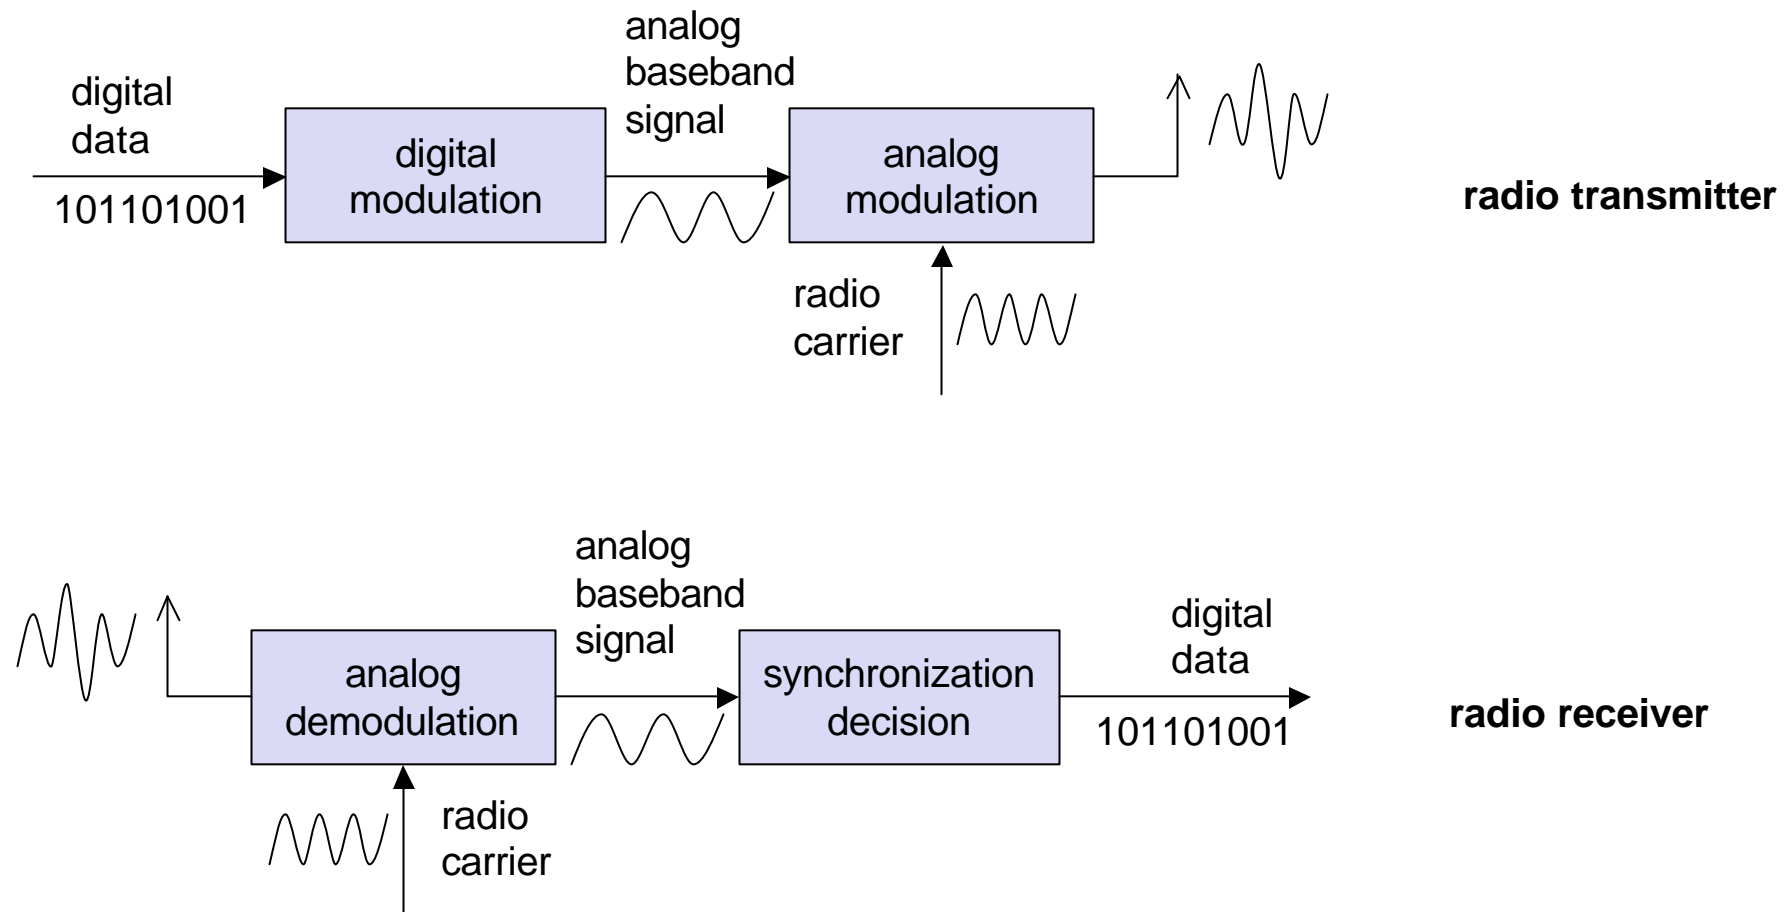 digital
data
101101001
digital
modulation
analog
baseband
signal
analog
modulation
radio
carrier
radio transmitter
analog
demodulation
radio
carrier
analog
baseband
signal
synchronization
decision
digital
data
101101001
radio receiver